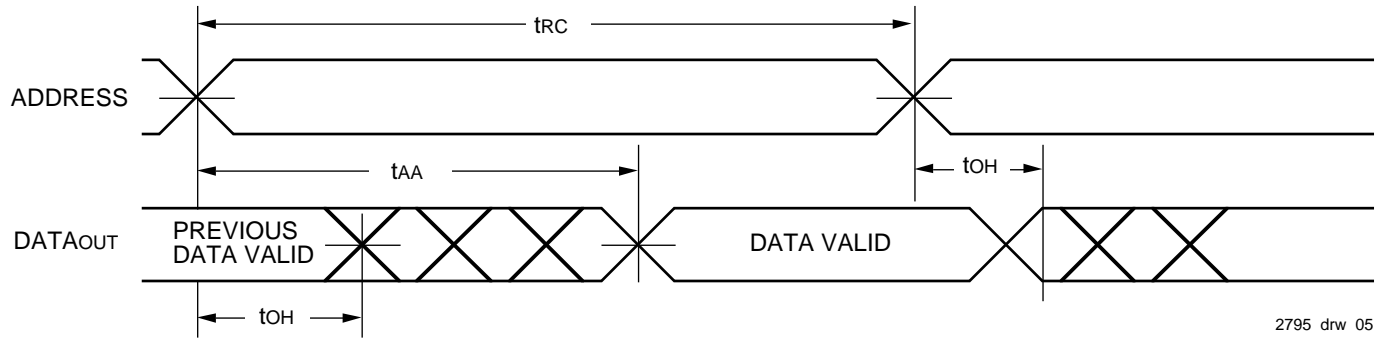 tRC
ADDRESS
tAA
tOH
DATAOUT
PREVIOUS
DATA VALID
DATA VALID
tOH
2795 drw 05